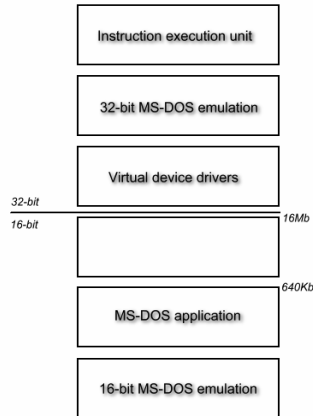 Instruction execution unit
32-bit MS-DOS emulation
Virtual device drivers
32-bit
16-bit
16Mb
640Kb
MS-DOS application
16-bit MS-DOS emulation